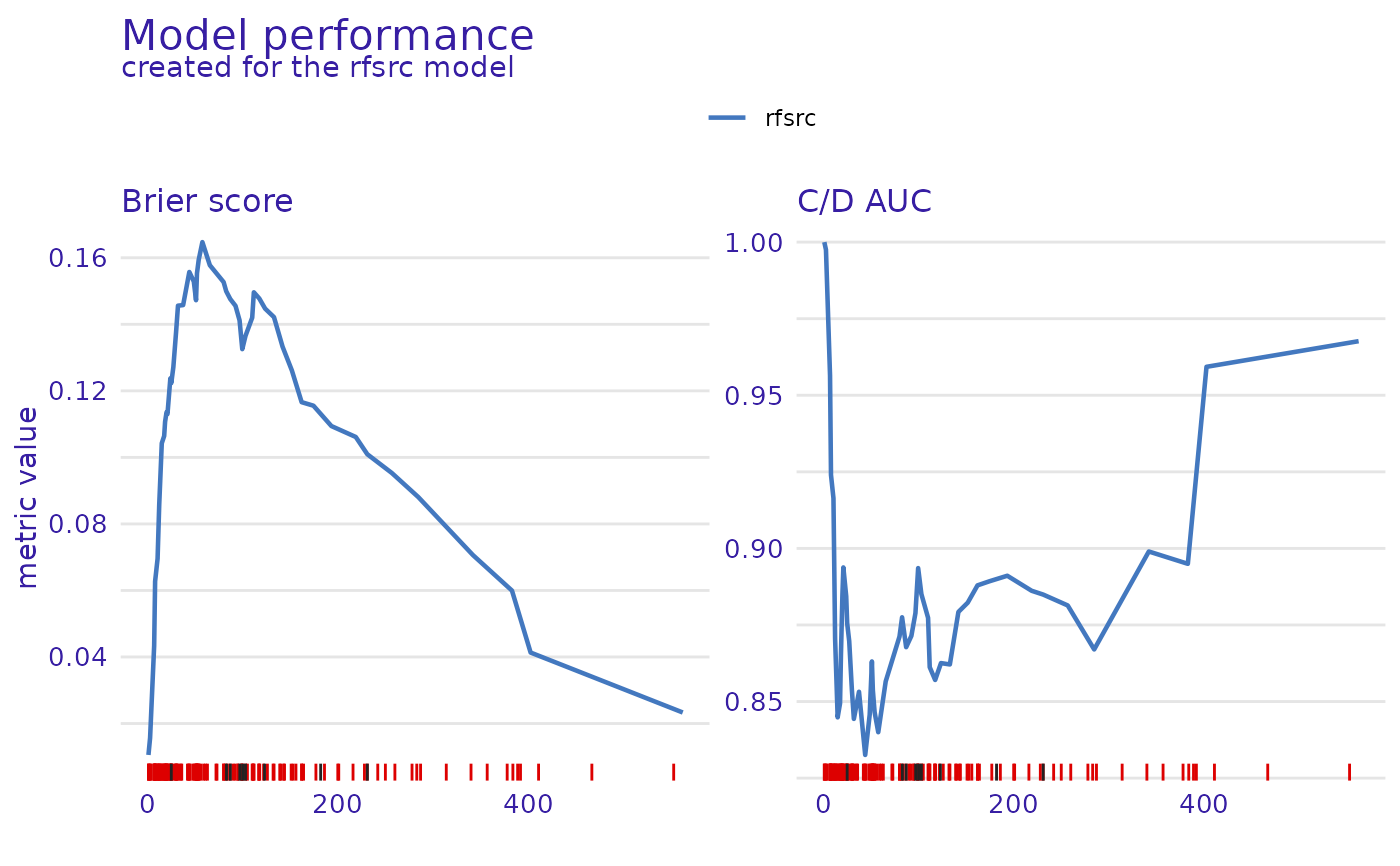 Model performance
created for the rfsrc model
rfsrc
Brier score
C/D AUC
metric value
0.16
0.12
0.08
0.04
0 200 400
1.00
0.95
0.90
0.85
0 200 400